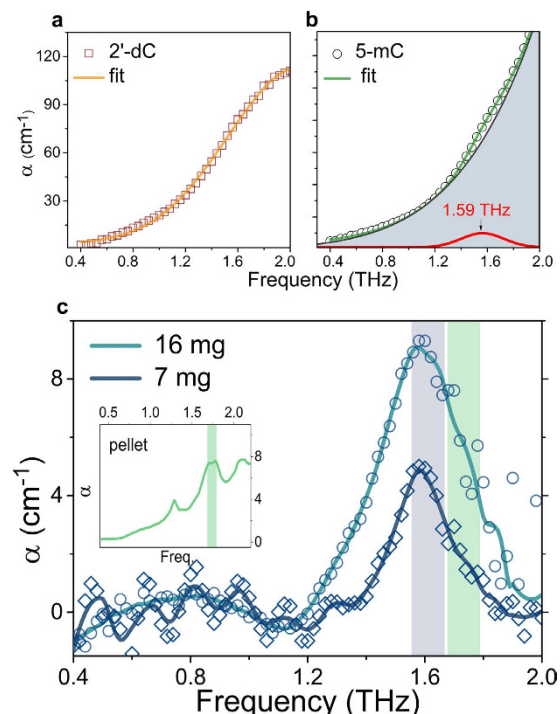 a
b
2'-dC
fit
5-mC
fit
120
90
60
30
α (cm⁻¹)
1.59 THz
0.4 0.8 1.2 1.6 2.0
0.4 0.8 1.2 1.6 2.0
Frequency (THz)
Frequency (THz)
c
16 mg
7 mg
0.5 1.0 1.5 2.0
pellet
8
4
0
α
Freq.
8
4
0
α (cm⁻¹)
0.4 0.8 1.2 1.6 2.0
Frequency (THz)